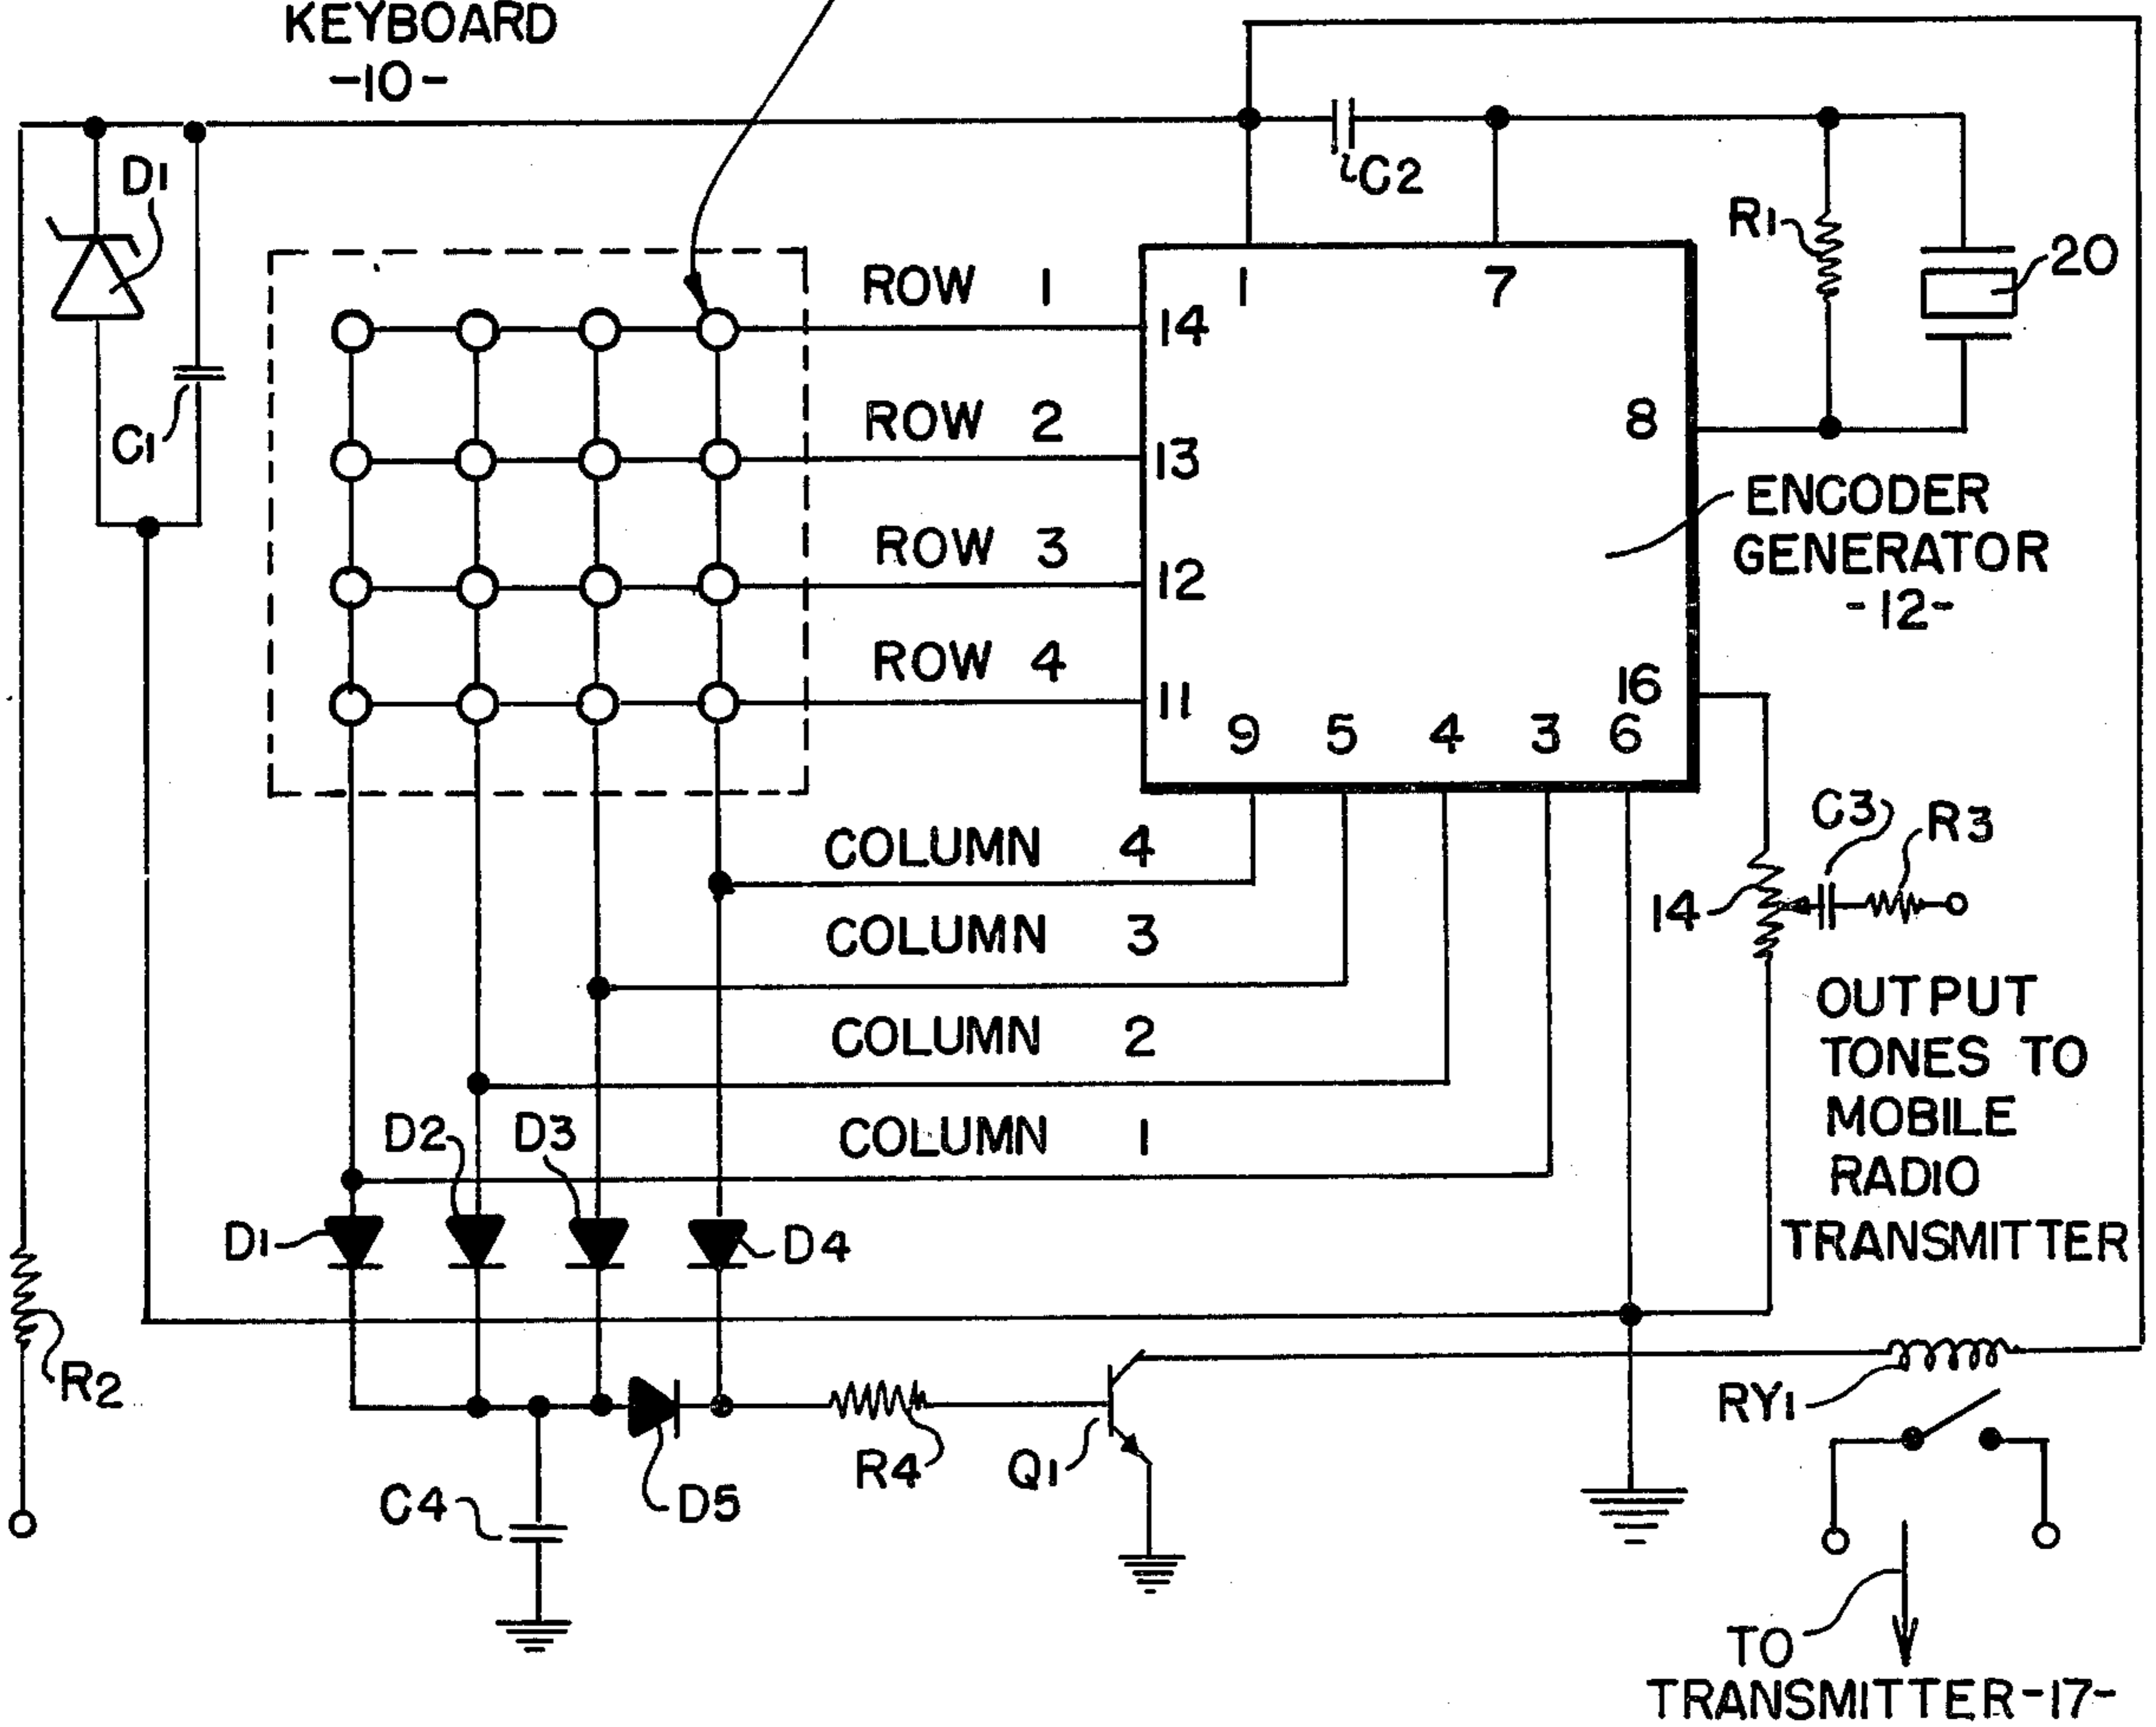 KEYBOARD
-10-
D1
C1
C2
R1
20
ROW 1
ROW 2
ROW 3
ROW 4
14
13
12
11
1
7
8
16
9 5 4 3 6
ENCODER
GENERATOR
-12-
COLUMN 4
COLUMN 3
COLUMN 2
COLUMN 1
C3
R3
14
OUTPUT
TONES TO
MOBILE
RADIO
TRANSMITTER
D1
D2
D3
D4
R2
C4
D5
R4
Q1
RY1
TO
TRANSMITTER-17-